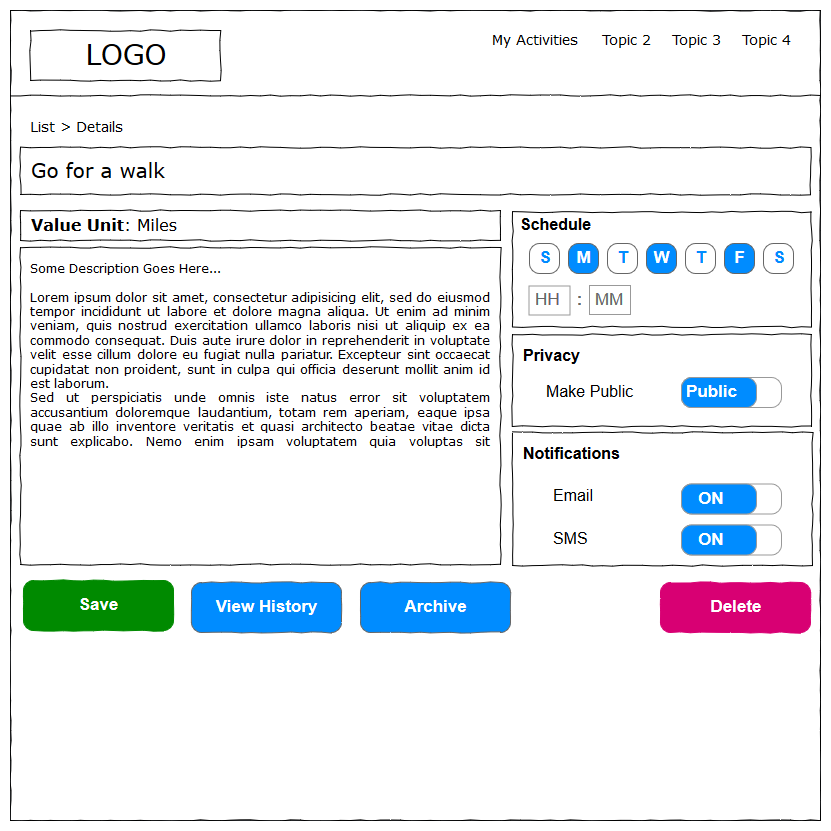 LOGO
My Activities Topic 2 Topic 3 Topic 4
List > Details
Go for a walk
Value Unit: Miles
Some Description Goes Here...
Lorem ipsum dolor sit amet, consectetur adipisicing elit, sed do eiusmod
tempor incididunt ut labore et dolore magna aliqua. Ut enim ad minim
veniam, quis nostrud exercitation ullamco laboris nisi ut aliquip ex ea
commodo consequat. Duis aute irure dolor in reprehenderit in voluptate
velit esse cillum dolore eu fugiat nulla pariatur. Excepteur sint occaecat
cupidatat non proident, sunt in culpa qui officia deserunt mollit anim id
est laborum.
Sed ut perspiciatis unde omnis iste natus error sit voluptatem
accusantium doloremque laudantium, totam rem aperiam, eaque ipsa
quae ab illo inventore veritatis et quasi architecto beatae vitae dicta
sunt explicabo. Nemo enim ipsam voluptatem quia voluptas sit
Schedule
S M T W T F S
HH : MM
Privacy
Make Public Public
Notifications
Email ON
SMS ON
Save View History Archive Delete